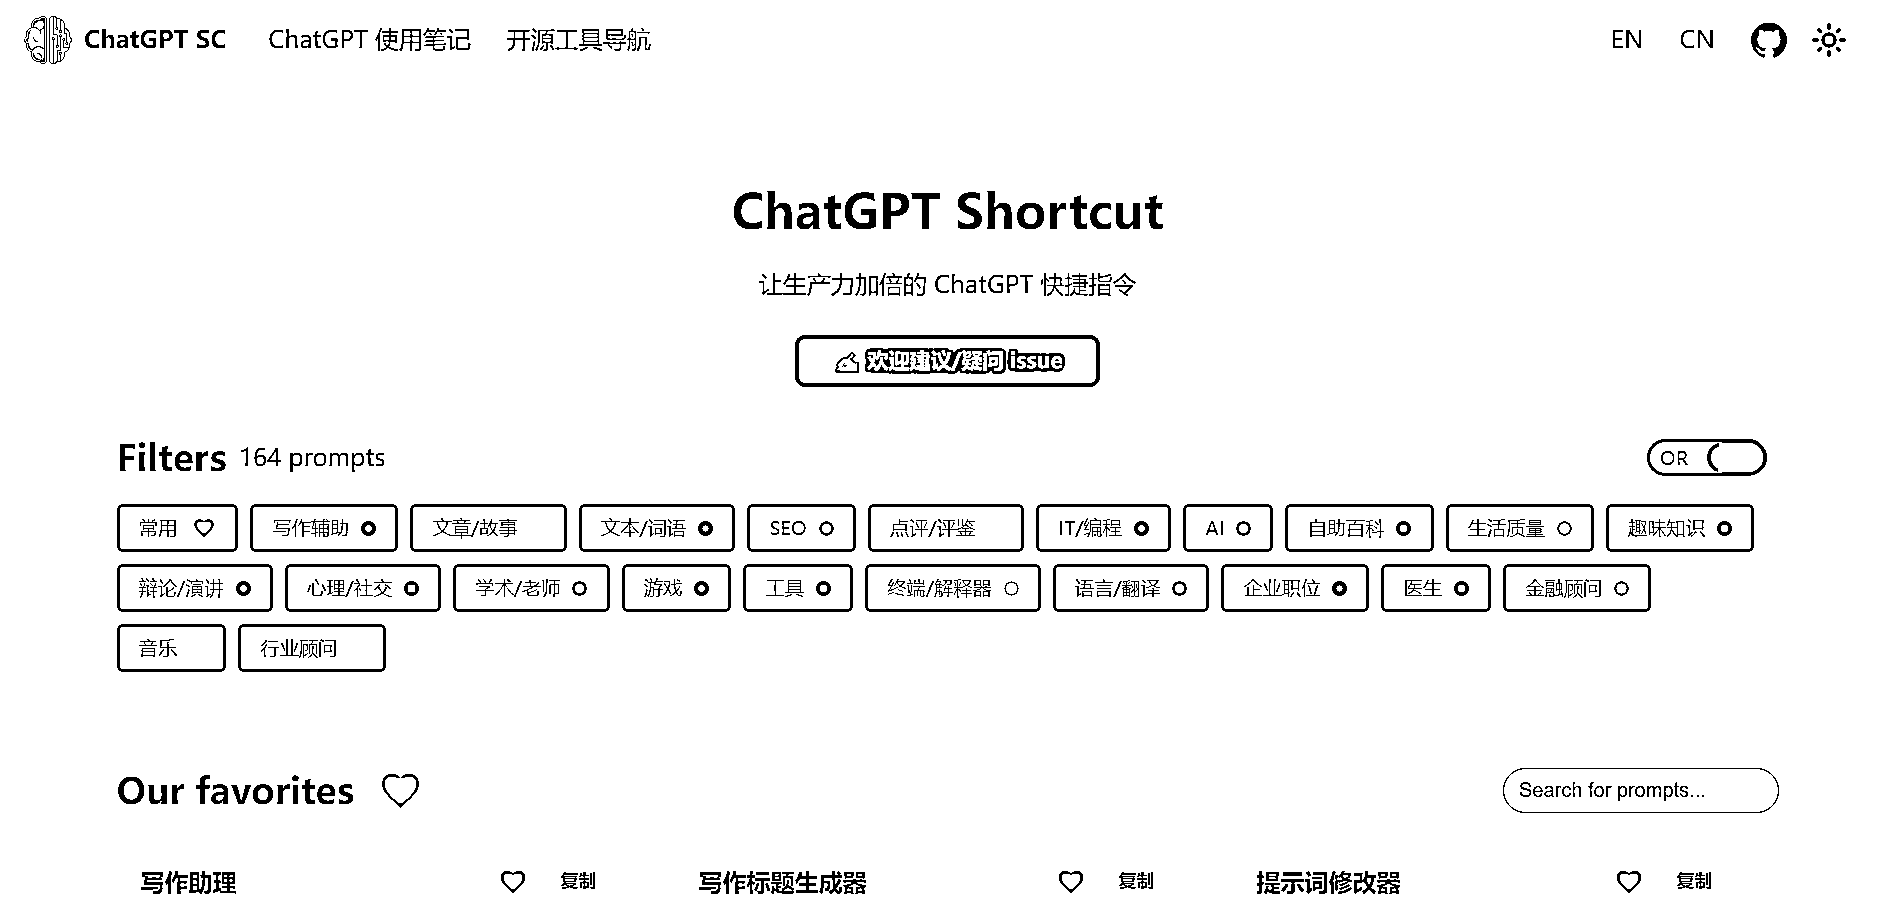 ChatGPT SC ChatGPT 使用笔记 开源工具导航 EN CN
ChatGPT Shortcut
让生产力加倍的 ChatGPT 快捷指令
欢迎建议/疑问 issue
Filters 164 prompts OR
常用 写作辅助 文章/故事 文本/词语 SEO 点评/评鉴 IT/编程 AI 自助百科 生活质量 趣味知识
辩论/演讲 心理/社交 学术/老师 游戏 工具 终端/解释器 语言/翻译 企业职位 医生 金融顾问
音乐 行业顾问
Our favorites Search for prompts...
写作助理 复制 写作标题生成器 复制 提示词修改器 复制